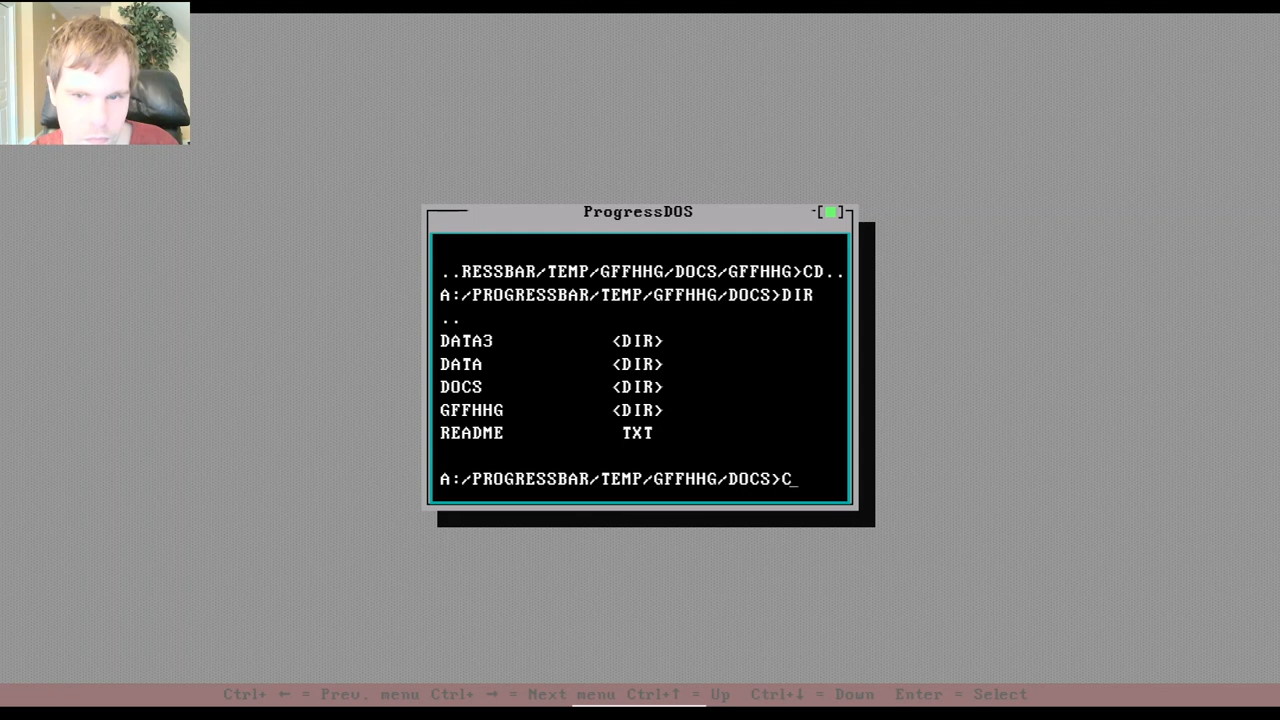 ProgressDOS
..RESSBAR/TEMP/GFFHHG/DOCS/GFFHHG>CD..
A:/PROGRESSBAR/TEMP/GFFHHG/DOCS>DIR
..
DATA3 <DIR>
DATA <DIR>
DOCS <DIR>
GFFHHG <DIR>
README TXT
A:/PROGRESSBAR/TEMP/GFFHHG/DOCS>C_
Ctrl+ ← = Prev. menu Ctrl+ → = Next menu Ctrl+↑ = Up Ctrl+↓ = Down Enter = Select